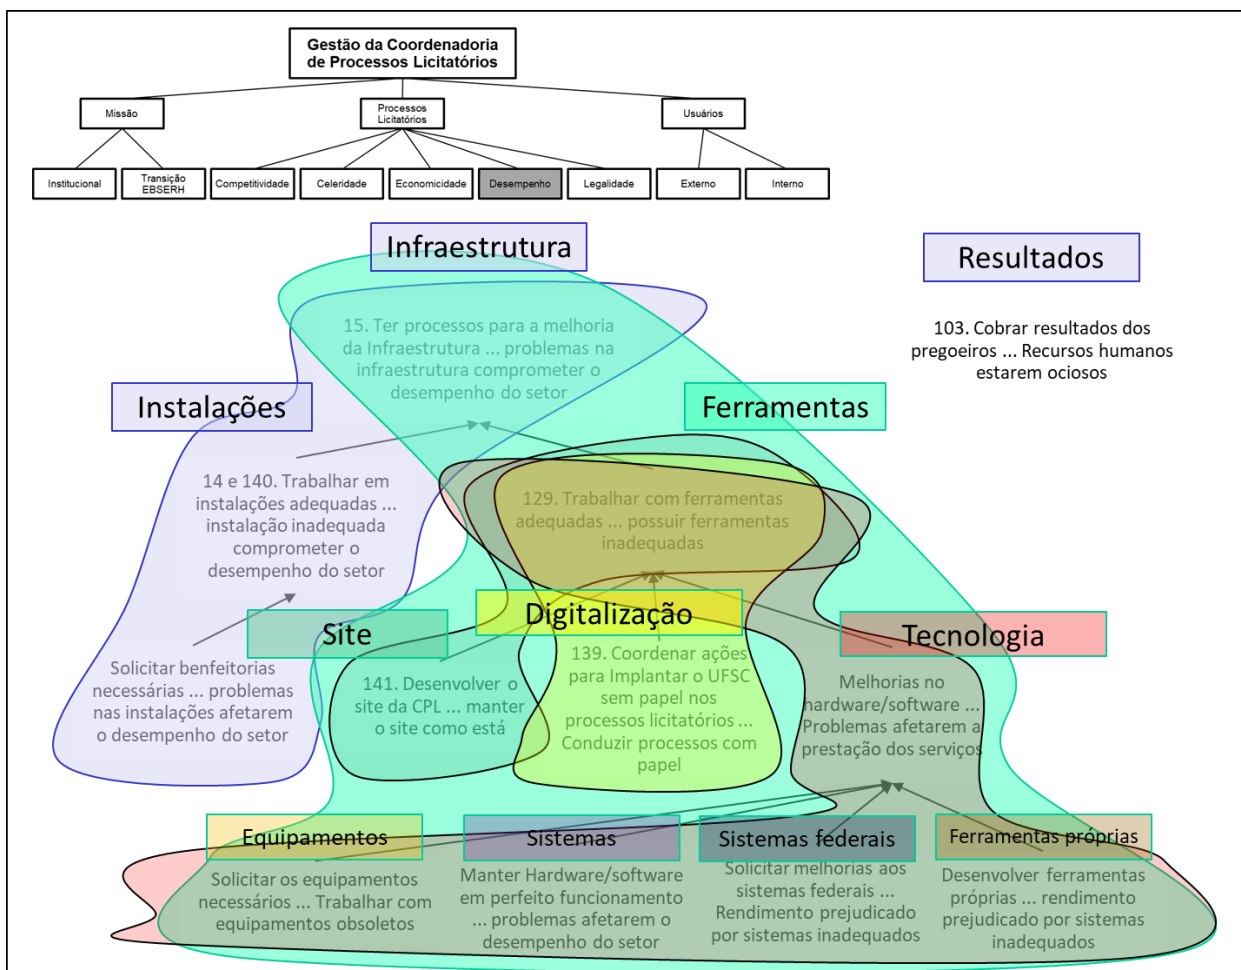 Gestão da Coordenadoria
de Processos Licitatórios
Missão
Processos
Licitatórios
Usuários
Institucional
Transição
EBSERH
Competitividade
Celeridade
Economicidade
Desempenho
Legalidade
Externo
Interno
Infraestrutura
Resultados
15. Ter processos para a melhoria
da Infraestrutura ... problemas na
infraestrutura comprometer o
desempenho do setor
103. Cobrar resultados dos
pregoeiros ... Recursos humanos
estarem ociosos
Instalações
Ferramentas
14 e 140. Trabalhar em
instalações adequadas ...
instalação inadequada
comprometer o
desempenho do setor
129. Trabalhar com ferramentas
adequadas ... possuir ferramentas
inadequadas
Site
Digitalização
Tecnologia
Solicitar benfeitorias
necessárias ... problemas
nas instalações afetarem
o desempenho do setor
141. Desenvolver o
site da CPL ... manter
o site como está
139. Coordenar ações
para Implantar o UFSC
sem papel nos
processos licitatórios ...
Conduzir processos com
papel
Melhorias no
hardware/software ...
Problemas afetarem a
prestação dos serviços
Equipamentos
Sistemas
Sistemas federais
Ferramentas próprias
Solicitar os equipamentos
necessários ... Trabalhar com
equipamentos obsoletos
Manter Hardware/software
em perfeito funcionamento
... problemas afetarem o
desempenho do setor
Solicitar melhorias aos
sistemas federais ...
Rendimento prejudicado
por sistemas inadequados
Desenvolver ferramentas
próprias ... rendimento
prejudicado por sistemas
inadequados